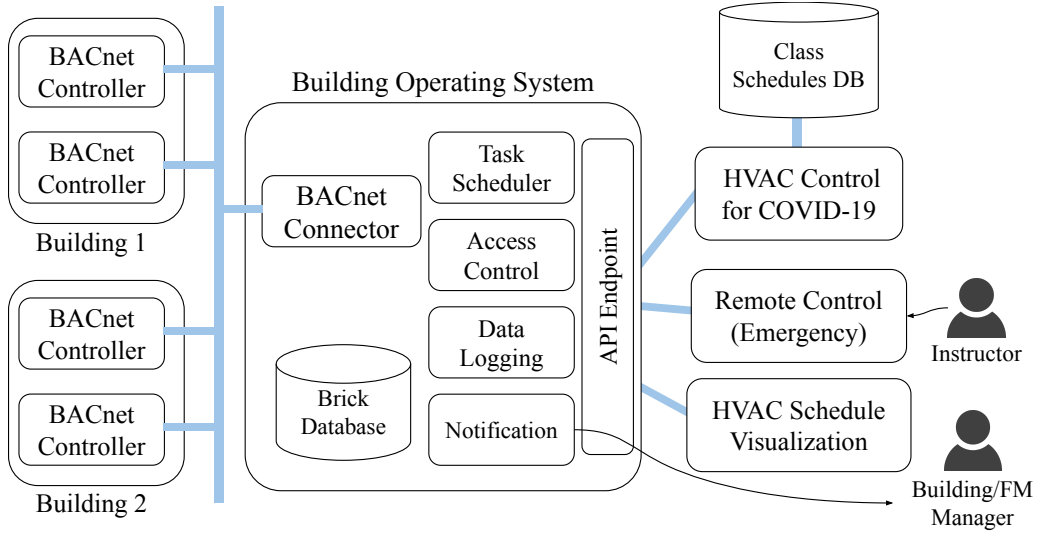 BACnet
Controller
BACnet
Controller
Building 1
BACnet
Controller
BACnet
Controller
Building 2
Building Operating System
BACnet
Connector
Brick
Database
Task
Scheduler
Access
Control
Data
Logging
Notification
API Endpoint
Class
Schedules DB
HVAC Control
for COVID-19
Remote Control
(Emergency)
HVAC Schedule
Visualization
Instructor
Building/FM
Manager